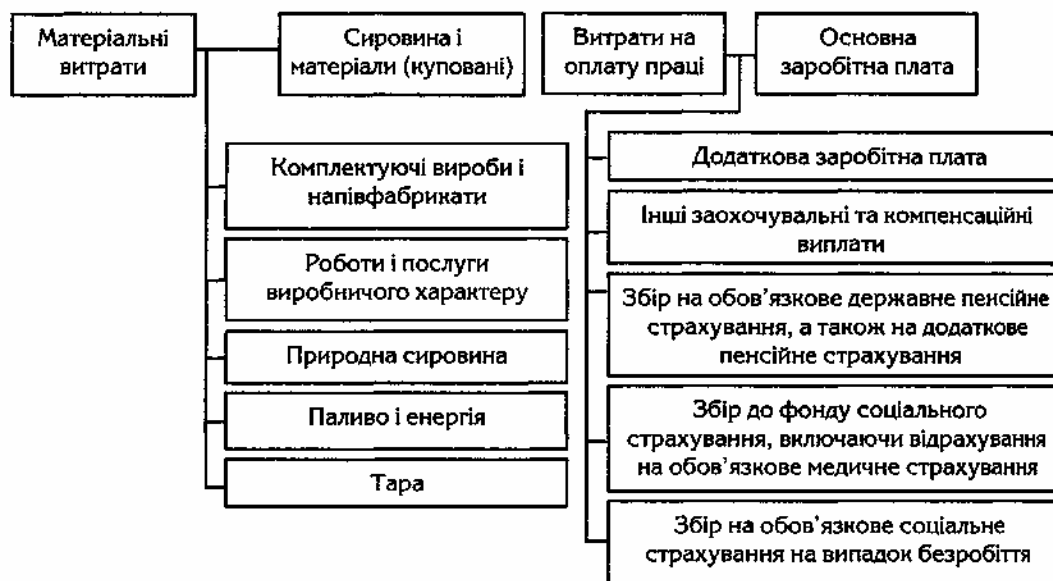 Матеріальні
витрати
Сировина і
матеріали (куповані)
Комплектуючі вироби і
напівфабрикати
Роботи і послуги
виробничого характеру
Природна сировина
Паливо і енергія
Тара
Витрати на
оплату праці
Основна
заробітна плата
Додаткова заробітна плата
Інші заохочувальні та компенсаційні
виплати
Збір на обов’язкове державне пенсійне
страхування, а також на додаткове
пенсійне страхування
Збір до фонду соціального
страхування, включаючи відрахування
на обов’язкове медичне страхування
Збір на обов’язкове соціальне
страхування на випадок безробіття